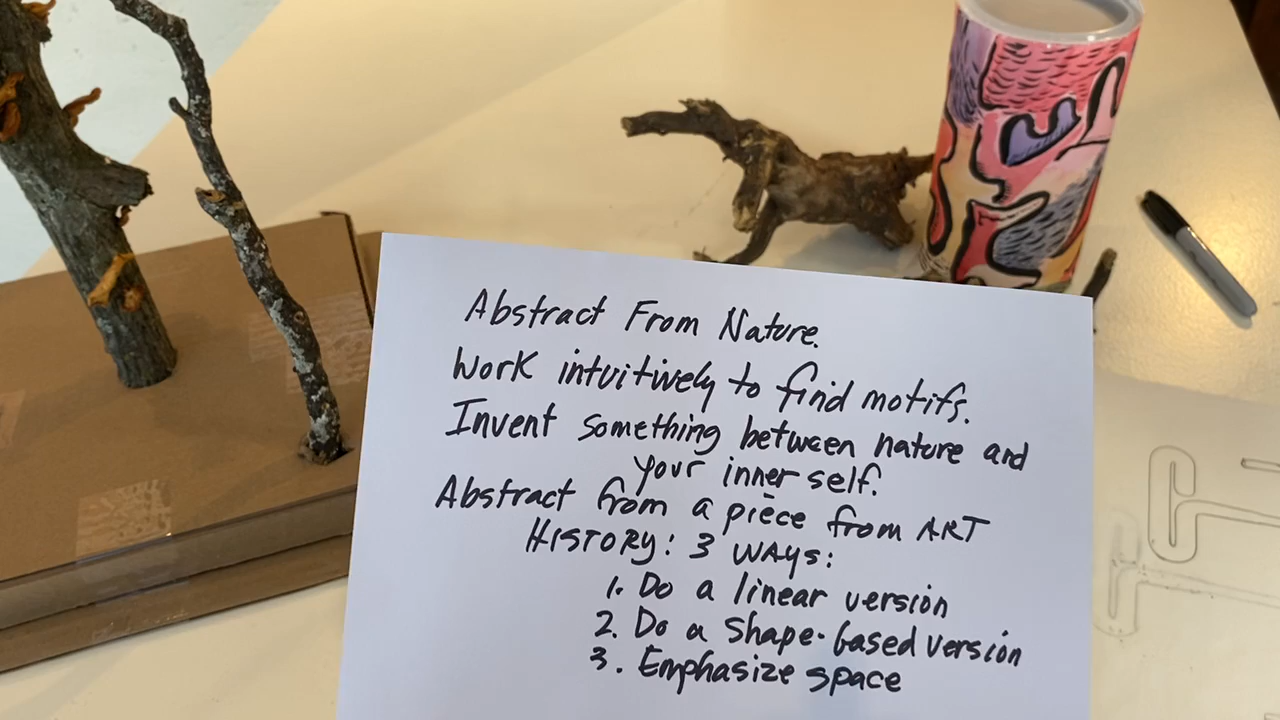 Abstract From Nature.
Work intuitively to find motifs.
Invent something between nature and
your inner self.
Abstract from a piece from ART
HISTORY: 3 WAYS:
1. Do a linear version
2. Do a Shape-based version
3. Emphasize space